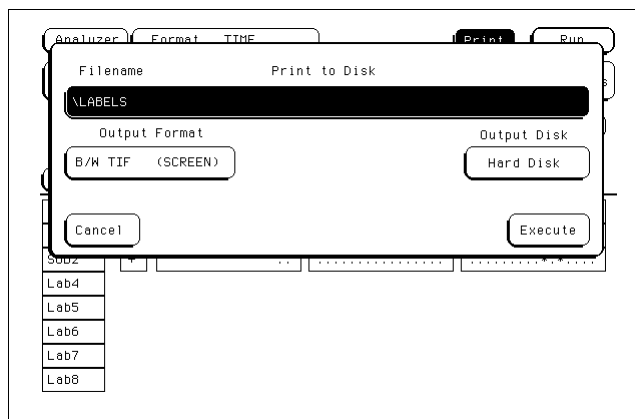 Analyzer Format TIME Print Run
Filename Print to Disk
\LABELS
Output Format Output Disk
B/W TIF (SCREEN) Hard Disk
Cancel Execute
Sub2 + .. ................ .........*.*....
Lab4
Lab5
Lab6
Lab7
Lab8